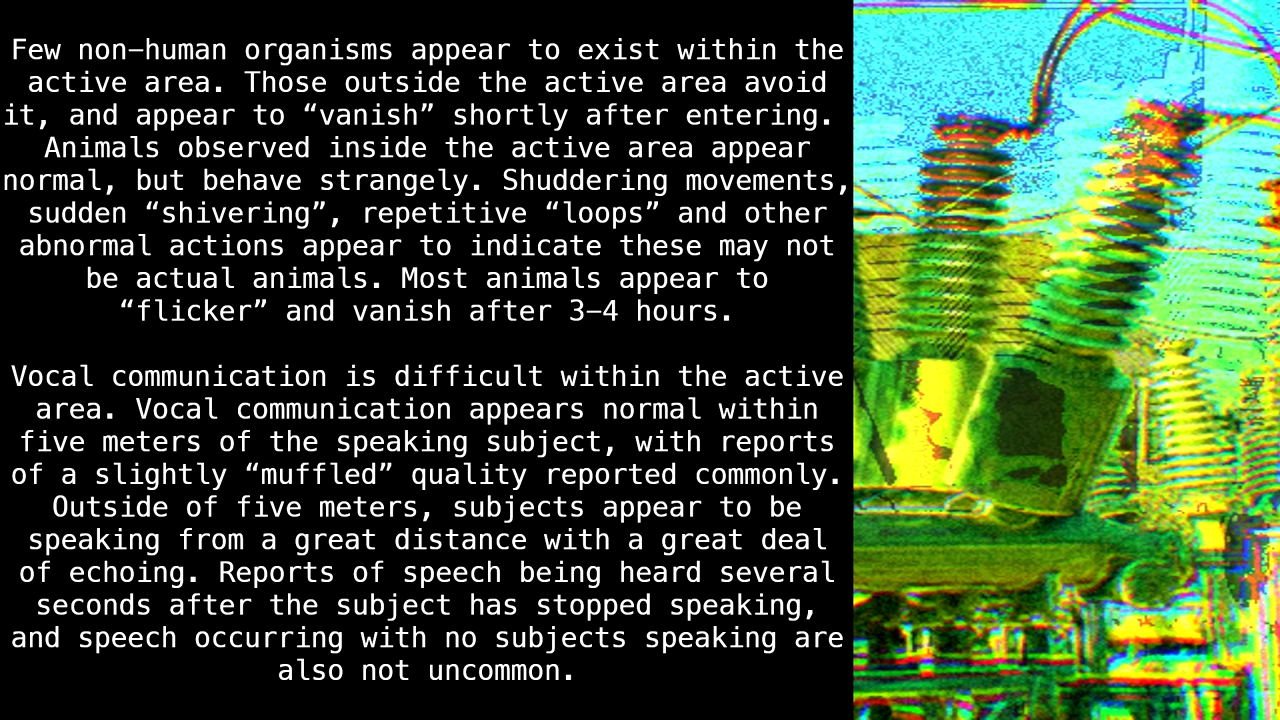 Few non–human organisms appear to exist within the
active area. Those outside the active area avoid
it, and appear to “vanish” shortly after entering.
Animals observed inside the active area appear
normal, but behave strangely. Shuddering movements,
sudden “shivering”, repetitive “loops” and other
abnormal actions appear to indicate these may not
be actual animals. Most animals appear to
“flicker” and vanish after 3–4 hours.
Vocal communication is difficult within the active
area. Vocal communication appears normal within
five meters of the speaking subject, with reports
of a slightly “muffled” quality reported commonly.
Outside of five meters, subjects appear to be
speaking from a great distance with a great deal
of echoing. Reports of speech being heard several
seconds after the subject has stopped speaking,
and speech occurring with no subjects speaking are
also not uncommon.